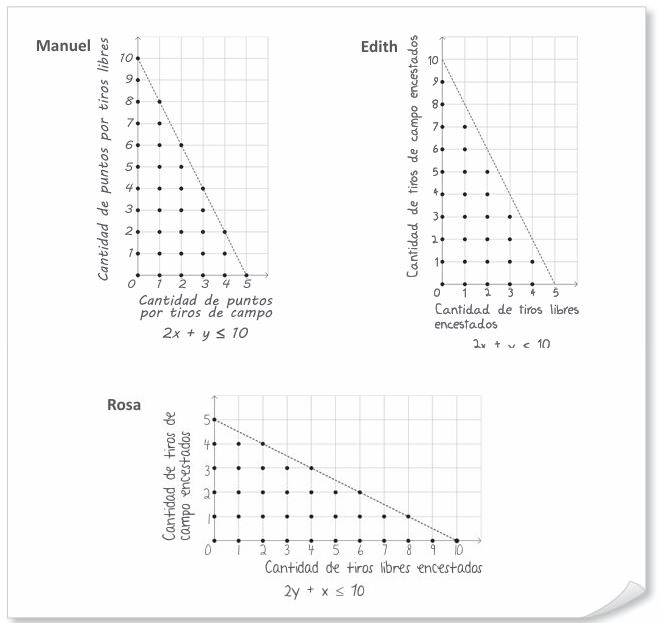 Manuel
Cantidad de puntos por tiros libres
10
9
8
7
6
5
4
3
2
1
0 1 2 3 4 5
Cantidad de puntos
por tiros de campo
2x + y ≤ 10
Edith
Cantidad de tiros de campo encestados
10
9
8
7
6
5
4
3
2
1
0 1 2 3 4 5
Cantidad de tiros libres
encestados
2x + y < 10
Rosa
Cantidad de tiros de
campo encestados
5
4
3
2
1
0 1 2 3 4 5 6 7 8 9 10
Cantidad de tiros libres encestados
2y + x ≤ 10